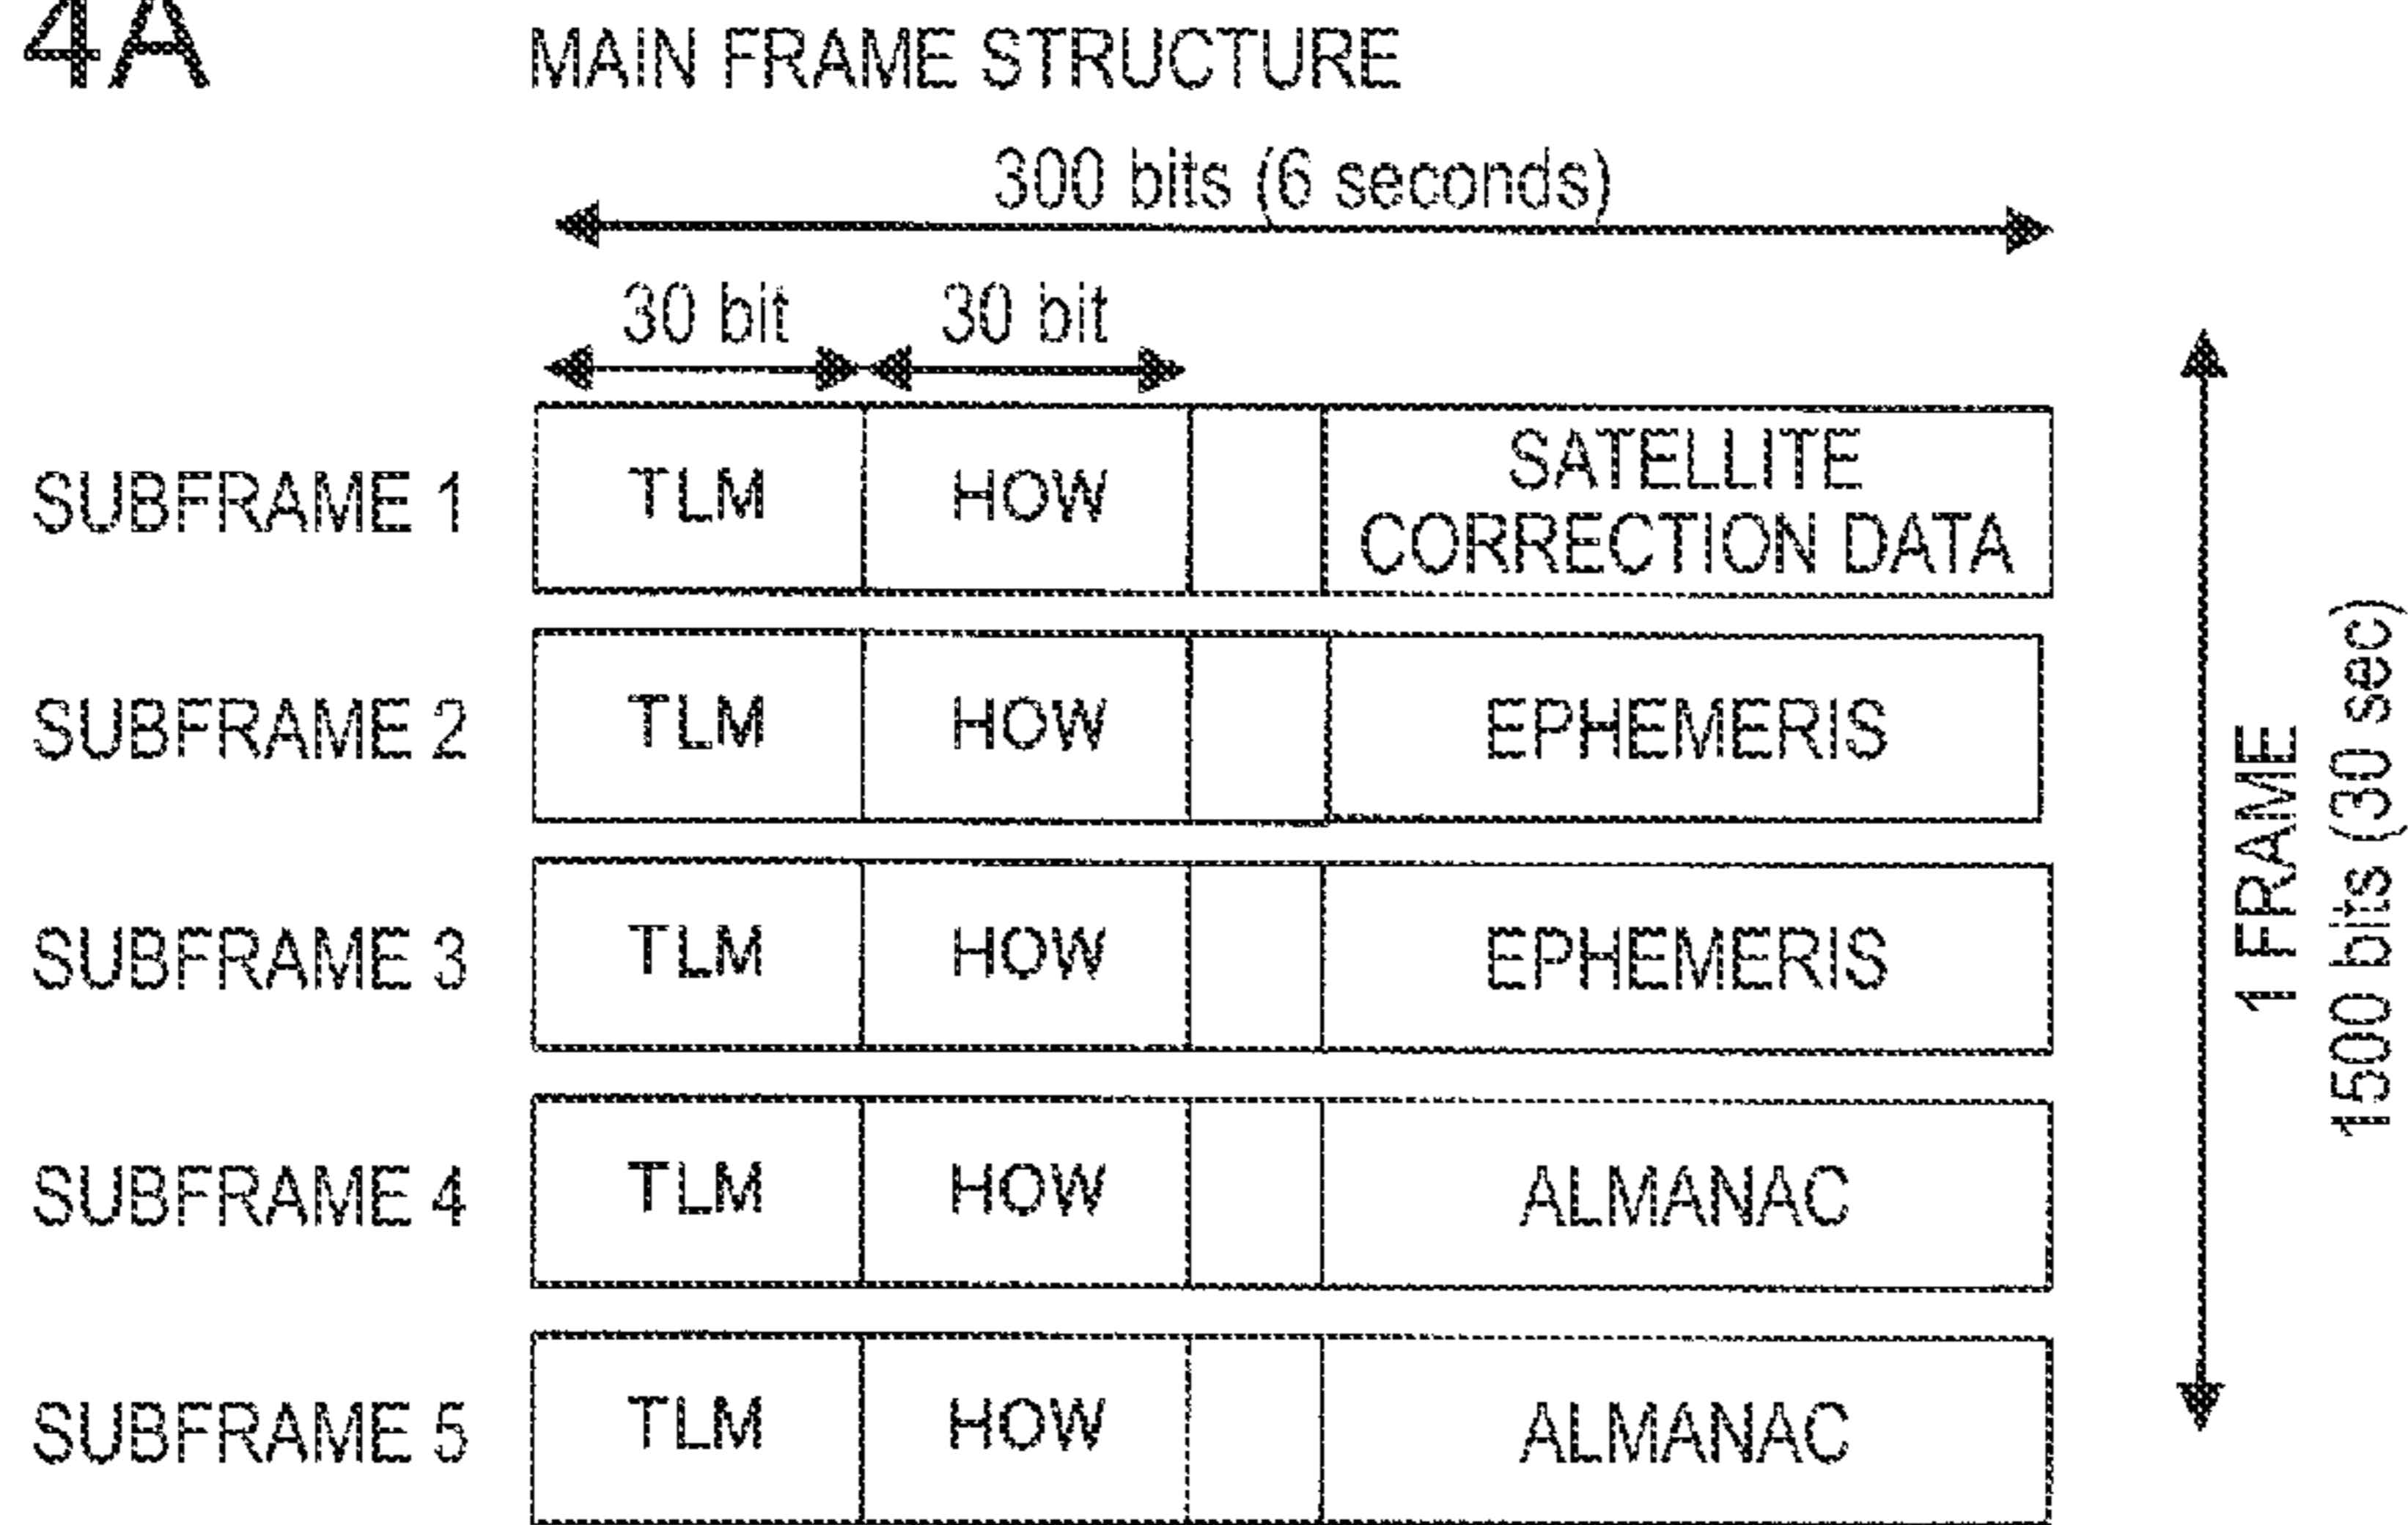 4A
MAIN FRAME STRUCTURE
300 bits (6 seconds)
30 bit 30 bit
SUBFRAME 1 TLM HOW SATELLITE
CORRECTION DATA
SUBFRAME 2 TLM HOW EPHEMERIS
SUBFRAME 3 TLM HOW EPHEMERIS
SUBFRAME 4 TLM HOW ALMANAC
SUBFRAME 5 TLM HOW ALMANAC
1 FRAME
1500 bits (30 sec)